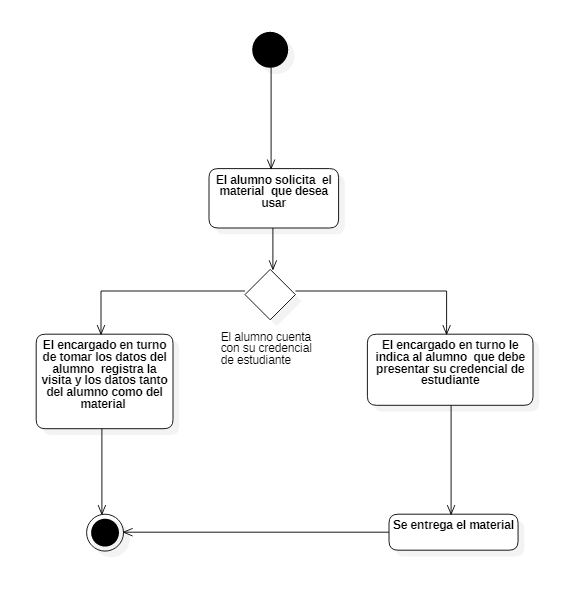 El alumno solicita  el
material  que desea
usar
El alumno cuenta
con su credencial
de estudiante
El encargado en turno
de tomar los datos del
alumno  registra la
visita y los datos tanto
del alumno como del
material
El encargado en turno le
indica al alumno  que debe
presentar su credencial de
estudiante
Se entrega el material